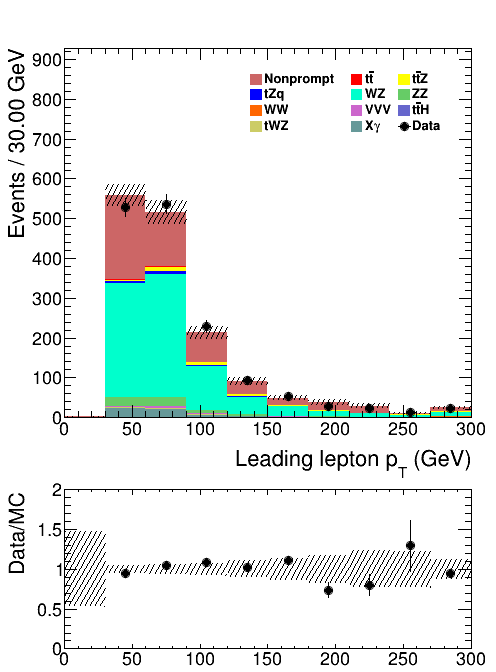 Events / 30.00 GeV
900
800
700
600
500
400
300
200
100
0
Nonprompt tt̄ tt̄Z
tZq WZ ZZ
WW VVV tt̄H
tWZ Xγ Data
0 50 100 150 200 250 300
Leading lepton p_T (GeV)
Data/MC
2
1.5
1
0.5
0
0 50 100 150 200 250 300